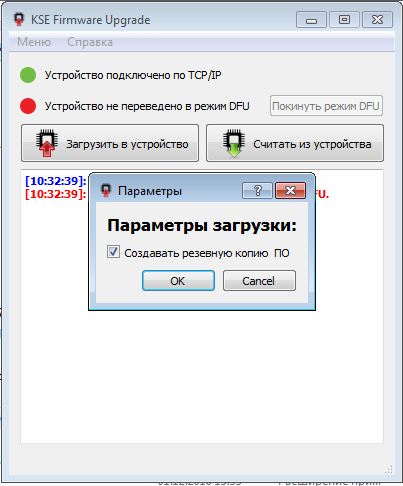 KSE Firmware Upgrade
Меню Справка
Устройство подключено по TCP/IP
Устройство не переведено в режим DFU Покинуть режим DFU
Загрузить в устройство Считать из устройства
[10:32:39]:
[10:32:39]: FU.
Параметры
Параметры загрузки:
Создавать резевную копию ПО
OK Cancel